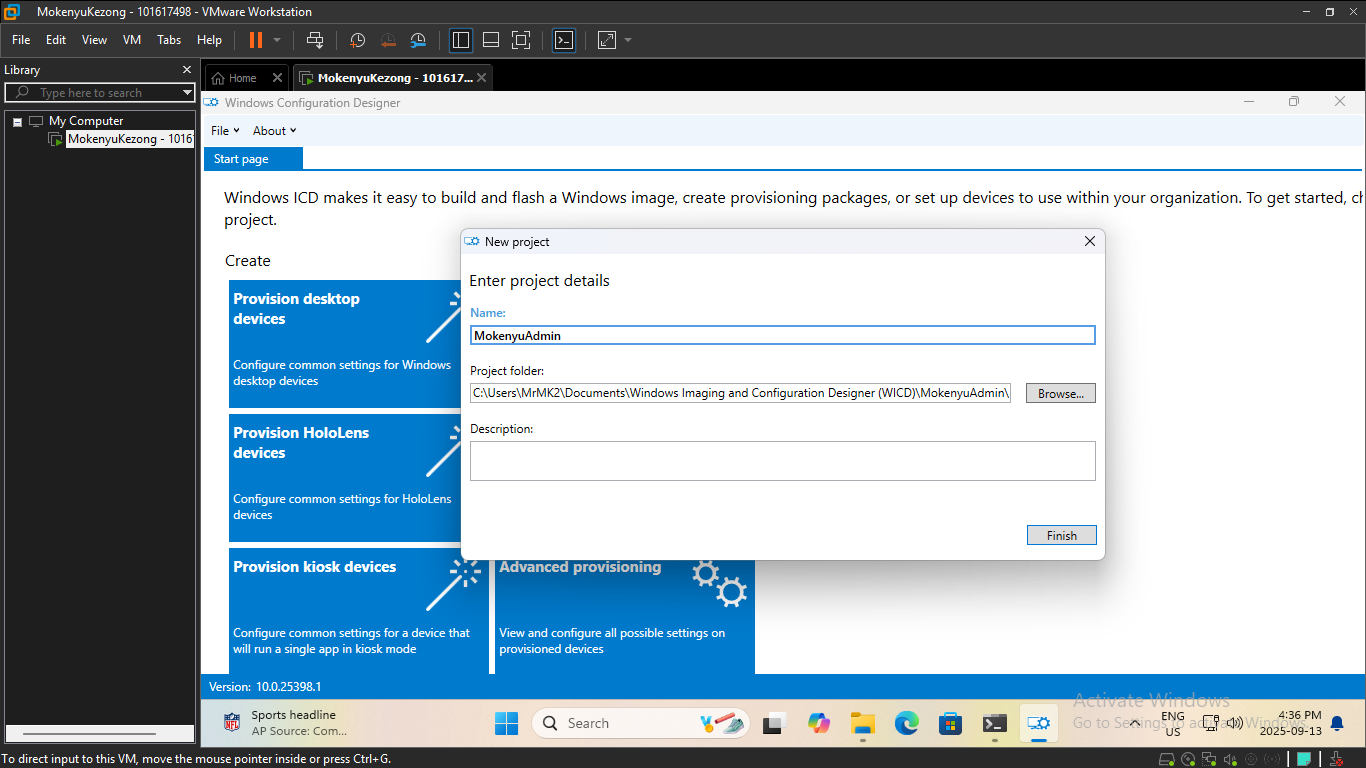 MokenyuKezong - 101617498 - VMware Workstation
File Edit View VM Tabs Help
Library
Type here to search
My Computer
MokenyuKezong - 1016
Home
MokenyuKezong - 101617...
Windows Configuration Designer
File About
Start page
Windows ICD makes it easy to build and flash a Windows image, create provisioning packages, or set up devices to use within your organization. To get started, ch
project.
Create
Provision desktop
devices
Configure common settings for Windows
desktop devices
Provision HoloLens
devices
Configure common settings for HoloLens
devices
Provision kiosk devices
Configure common settings for a device that
will run a single app in kiosk mode
Advanced provisioning
View and configure all possible settings on
provisioned devices
New project
Enter project details
Name:
MokenyuAdmin
Project folder:
C:\Users\MrMK2\Documents\Windows Imaging and Configuration Designer (WICD)\MokenyuAdmin\
Browse...
Description:
Finish
Version: 10.0.25398.1
Activate Windows
Go to Settings to activate Windows.
NFL
Sports headline
AP Source: Com...
Search
ENG
US
4:36 PM
2025-09-13
To direct input to this VM, move the mouse pointer inside or press Ctrl+G.